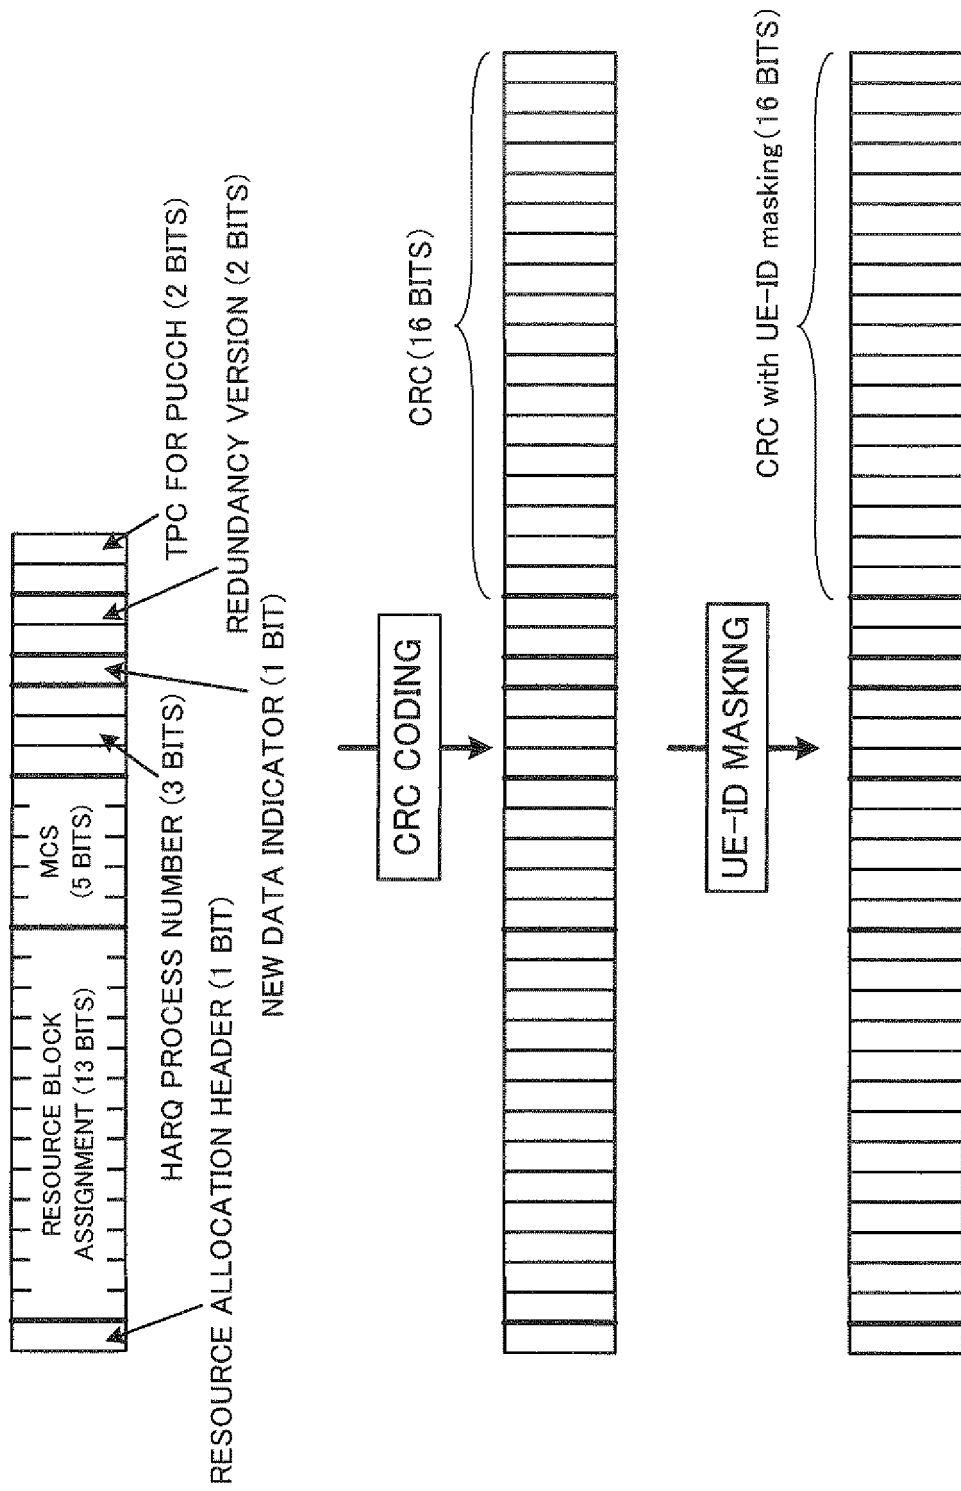 RESOURCE BLOCK
ASSIGNMENT (13 BITS)
MCS
(5 BITS)
TPC FOR PUCCH (2 BITS)
REDUNDANCY VERSION (2 BITS)
NEW DATA INDICATOR (1 BIT)
HARQ PROCESS NUMBER (3 BITS)
RESOURCE ALLOCATION HEADER (1 BIT)
CRC CODING
CRC (16 BITS)
UE-ID MASKING
CRC with UE-ID masking (16 BITS)